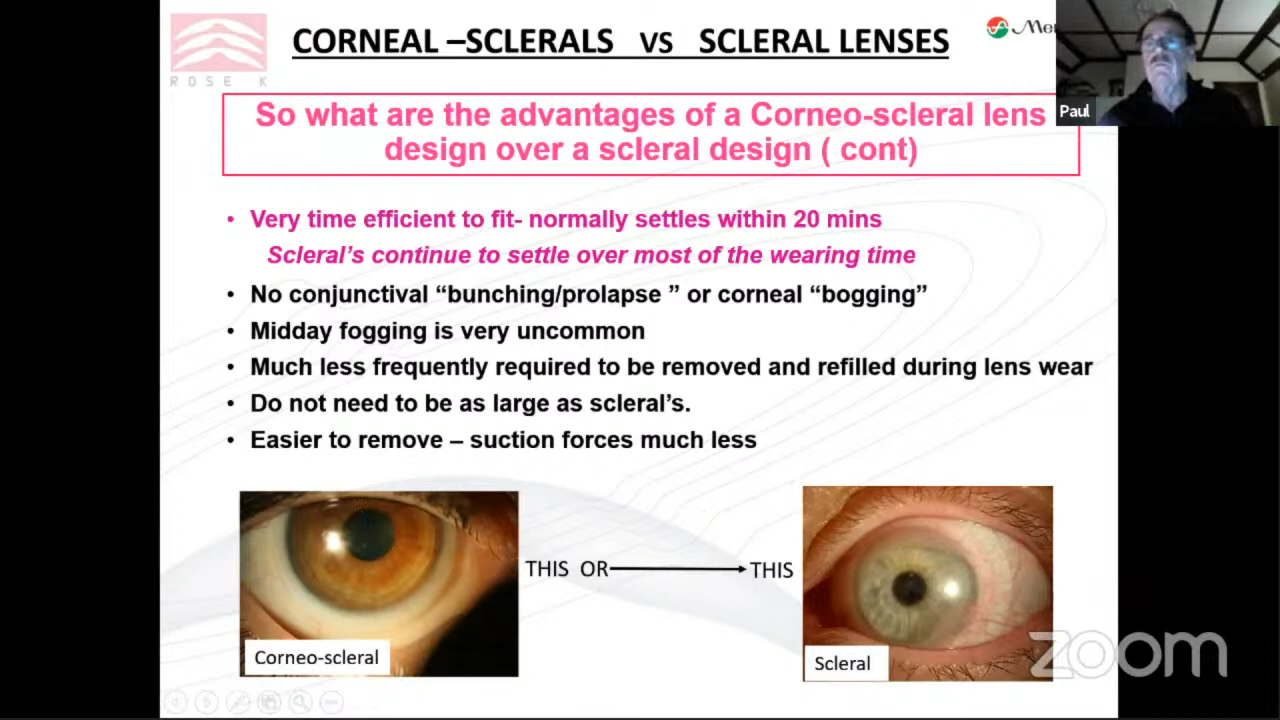 CORNEAL –SCLERALS VS SCLERAL LENSES
ROSE K
Paul
So what are the advantages of a Corneo-scleral lens
design over a scleral design ( cont)
• Very time efficient to fit- normally settles within 20 mins
Scleral’s continue to settle over most of the wearing time
• No conjunctival “bunching/prolapse ” or corneal “bogging”
• Midday fogging is very uncommon
• Much less frequently required to be removed and refilled during lens wear
• Do not need to be as large as scleral’s.
• Easier to remove – suction forces much less
THIS OR THIS
Corneo-scleral
Scleral
zoom